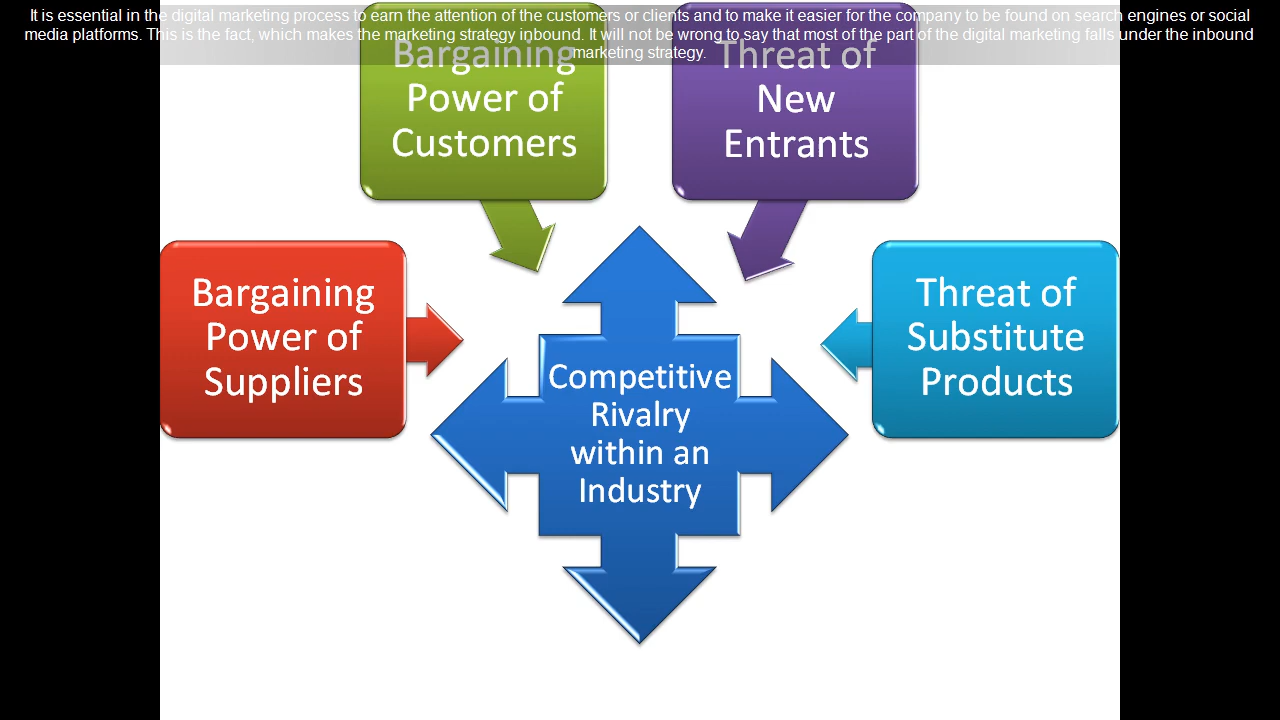 It is essential in the digital marketing process to earn the attention of the customers or clients and to make it easier for the company to be found on search engines or social
media platforms. This is the fact, which makes the marketing strategy inbound. It will not be wrong to say that most of the part of the digital marketing falls under the inbound
marketing strategy.
Bargaining
Power of
Customers
Threat of
New
Entrants
Bargaining
Power of
Suppliers
Competitive
Rivalry
within an
Industry
Threat of
Substitute
Products